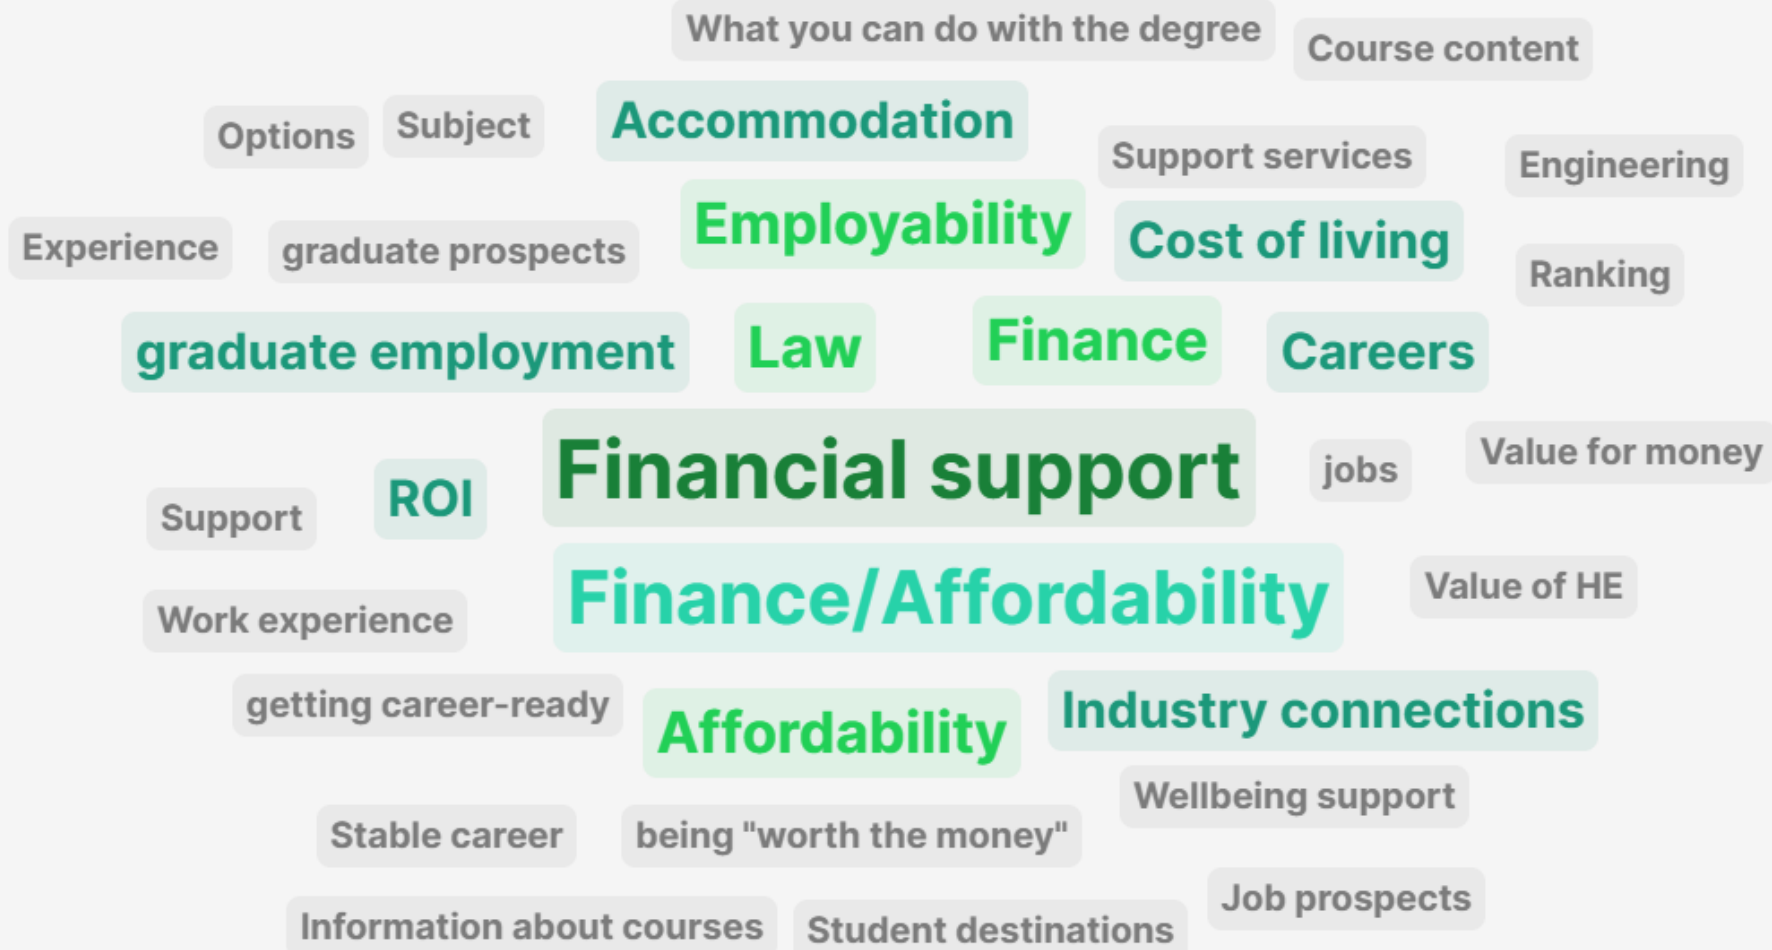 What you can do with the degree
Course content
Options
Subject
Accommodation
Support services
Engineering
Experience
graduate prospects
Employability
Cost of living
Ranking
graduate employment
Law
Finance
Careers
Financial support
jobs
Value for money
Support
ROI
Finance/Affordability
Value of HE
Work experience
getting career-ready
Affordability
Industry connections
Wellbeing support
Stable career
being "worth the money"
Job prospects
Information about courses
Student destinations